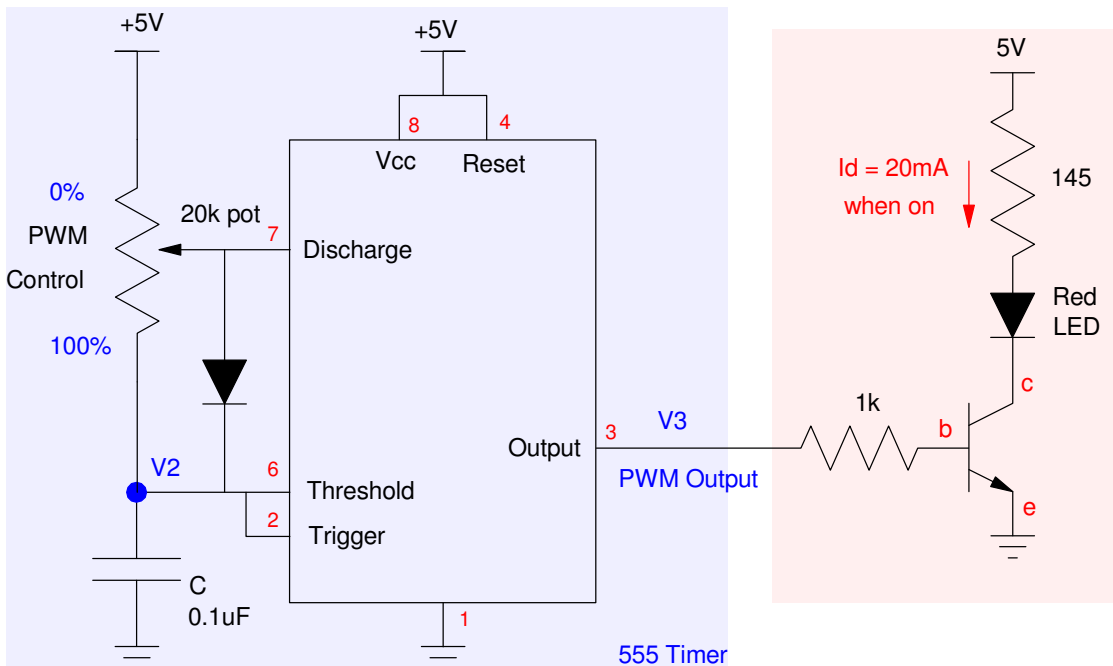 +5V
+5V
5V
8
4
Vcc
Reset
Id = 20mA
when on
145
0%
PWM
Control
100%
20k pot
7
Discharge
Red
LED
c
1k
b
V3
Output
3
PWM Output
V2
6
Threshold
2
Trigger
e
C
0.1uF
1
555 Timer